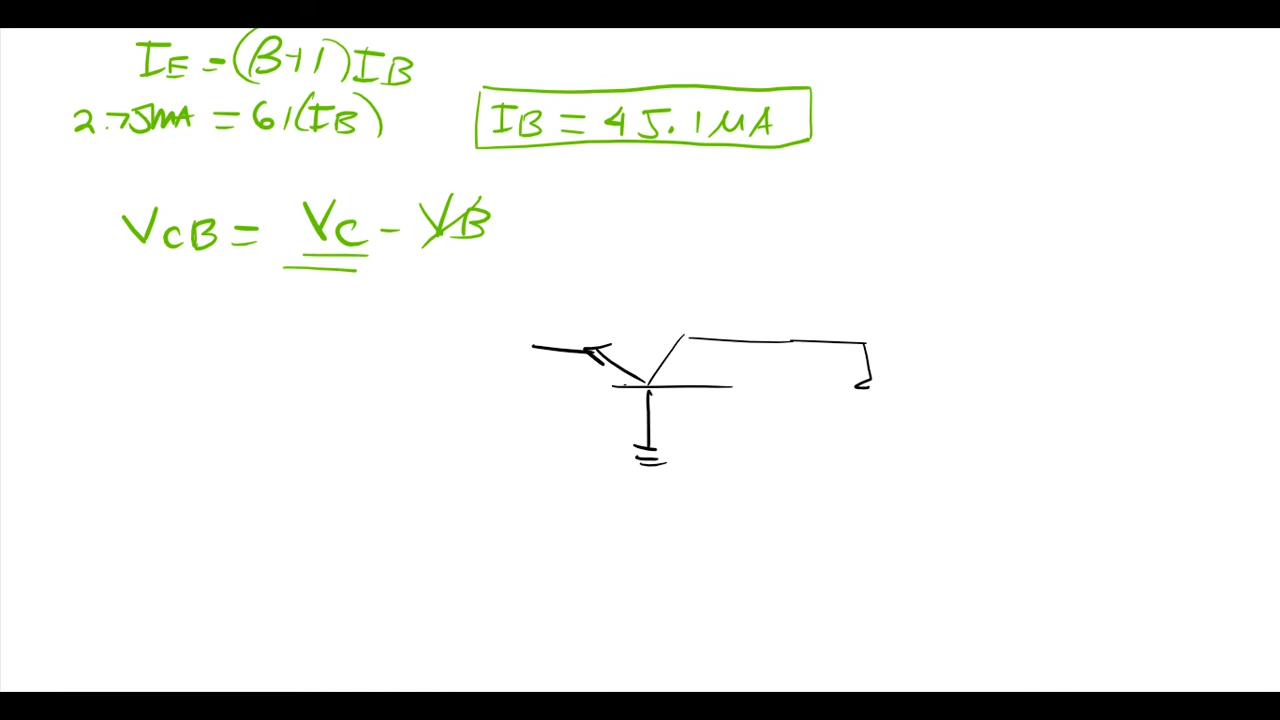 IE = (β+1)IB
2.75mA = 61(IB)
IB = 45.1μA
VCB = VC - VB